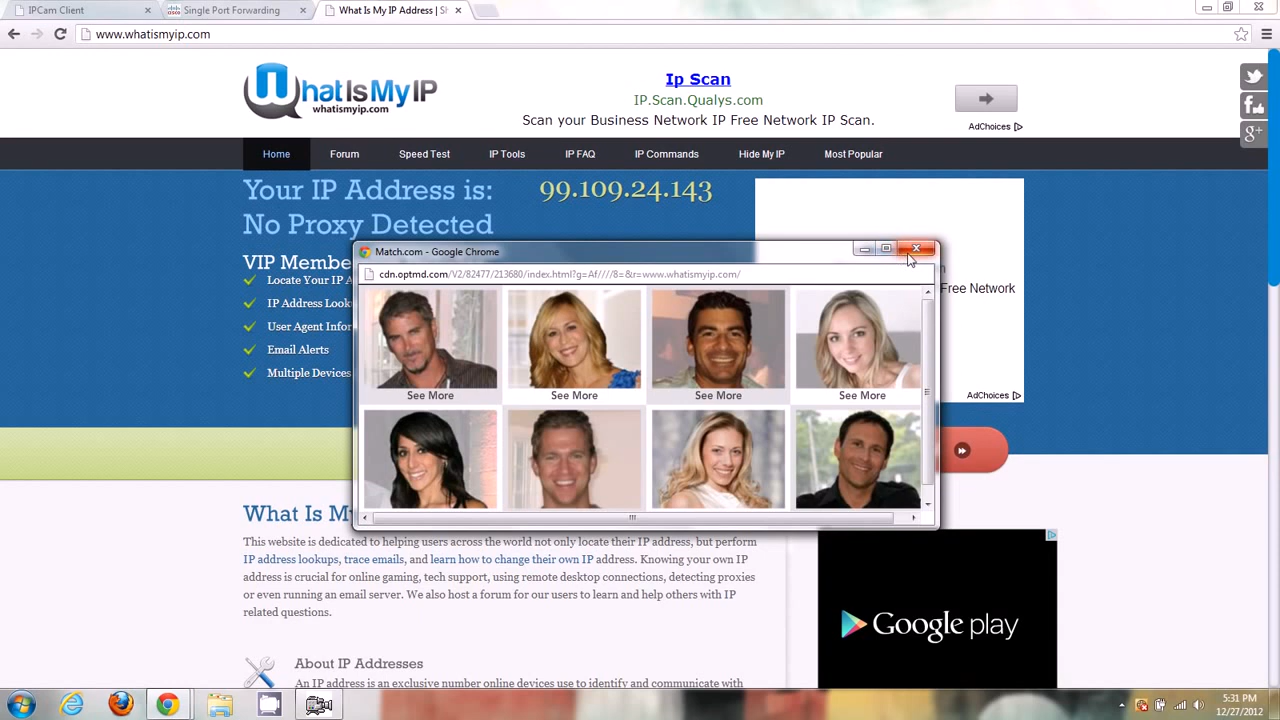 IPCam Client
Single Port Forwarding
What Is My IP Address | Sh
www.whatismyip.com
WhatIsMyIP
whatismyip.com
Ip Scan
IP.Scan.Qualys.com
Scan your Business Network IP Free Network IP Scan.
AdChoices
Home Forum Speed Test IP Tools IP FAQ IP Commands Hide My IP Most Popular
Your IP Address is: 99.109.24.143
No Proxy Detected
VIP Membe
Locate Your IP A
IP Address Look
User Agent Infor
Email Alerts
Multiple Devices
Match.com - Google Chrome
cdn.optmd.com/V2/82477/213680/index.html?g=Af////8=&r=www.whatismyip.com/
Free Network
See More See More See More See More
AdChoices
What Is M
This website is dedicated to helping users across the world not only locate their IP address, but perform
IP address lookups, trace emails, and learn how to change their own IP address. Knowing your own IP
address is crucial for online gaming, tech support, using remote desktop connections, detecting proxies
or even running an email server. We also host a forum for our users to learn and help others with IP
related questions.
Google play
About IP Addresses
An IP address is an exclusive number online devices use to identify and communicate with
5:31 PM
12/27/2012